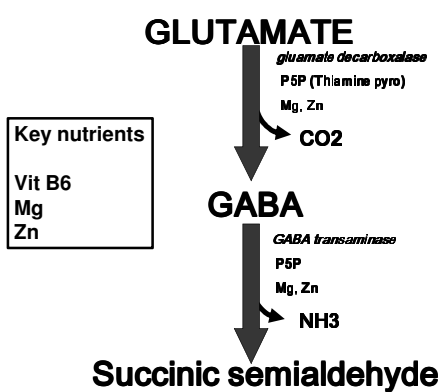 GLUTAMATE
gluamate decarboxalase
P5P (Thiamine pyro)
Mg, Zn
CO2
Key nutrients
Vit B6
Mg
Zn
GABA
GABA transaminase
P5P
Mg, Zn
NH3
Succinic semialdehyde